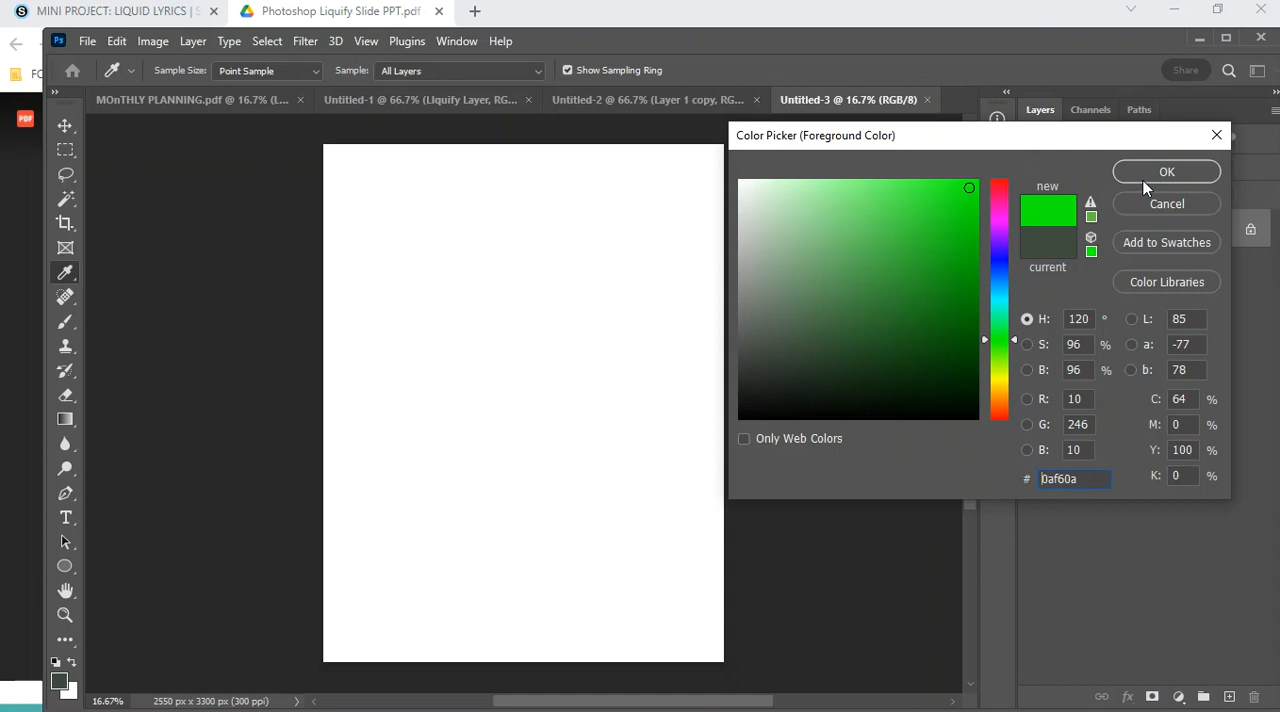 MINI PROJECT: LIQUID LYRICS |
Photoshop Liquify Slide PPT.pdf
Ps
File Edit Image Layer Type Select Filter 3D View Plugins Window Help
Sample Size: Point Sample Sample: All Layers Show Sampling Ring
Share
MOnTHLY PLANNING.pdf @ 16.7% (L... Untitled-1 @ 66.7% (LIquify Layer, RG... Untitled-2 @ 66.7% (Layer 1 copy, RG... Untitled-3 @ 16.7% (RGB/8)
Layers Channels Paths
PDF
Color Picker (Foreground Color)
new
current
OK
Cancel
Add to Swatches
Color Libraries
H: 120 ° L: 85
S: 96 % a: -77
B: 96 % b: 78
R: 10 C: 64 %
G: 246 M: 0 %
B: 10 Y: 100 %
# 0af60a K: 0 %
Only Web Colors
16.67% 2550 px x 3300 px (300 ppi)
fx